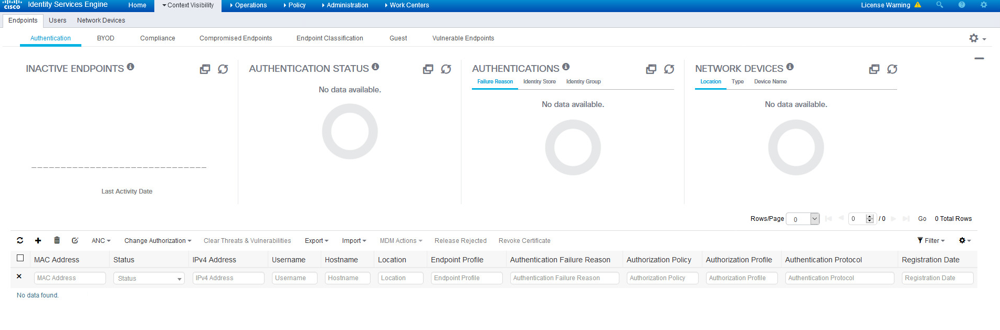 cisco Identity Services Engine Home Context Visibility Operations Policy Administration Work Centers License Warning
Endpoints Users Network Devices
Authentication BYOD Compliance Compromised Endpoints Endpoint Classification Guest Vulnerable Endpoints
INACTIVE ENDPOINTS
Last Activity Date
AUTHENTICATION STATUS
No data available.
AUTHENTICATIONS
Failure Reason Identity Store Identity Group
No data available.
NETWORK DEVICES
Location Type Device Name
No data available.
Rows/Page 0 0 / 0 Go 0 Total Rows
ANC Change Authorization Clear Threats & Vulnerabilities Export Import MDM Actions Release Rejected Revoke Certificate Filter
MAC Address Status IPv4 Address Username Hostname Location Endpoint Profile Authentication Failure Reason Authorization Policy Authorization Profile Authentication Protocol Registration Date
MAC Address Status IPv4 Address Username Hostname Location Endpoint Profile Authentication Failure Reason Authorization Policy Authorization Profile Authentication Protocol Registration Date
No data found.